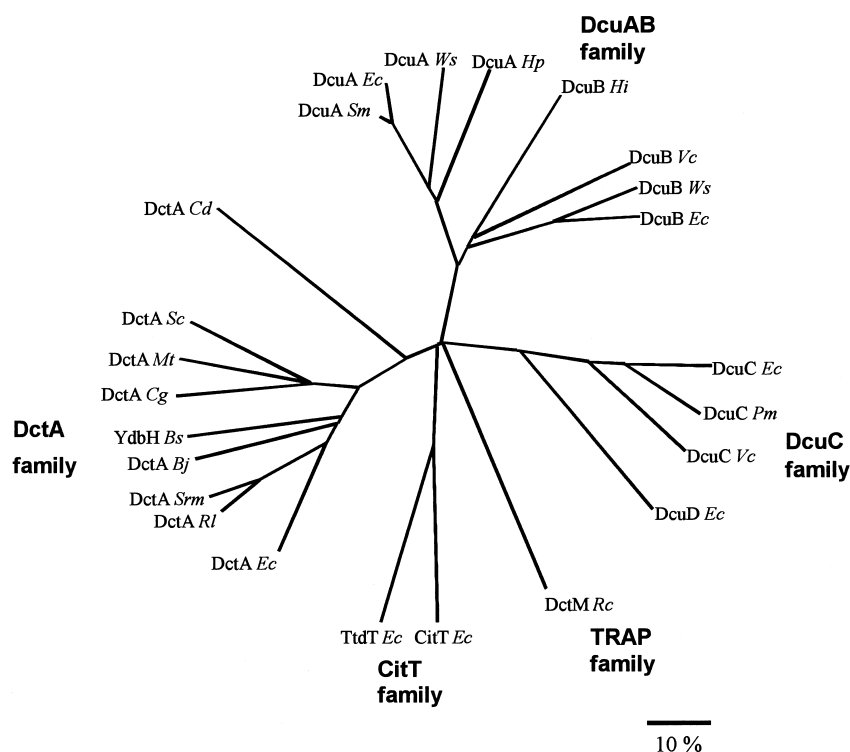 DcuAB
family
DcuA Ws
DcuA Hp
DcuA Ec
DcuB Hi
DcuA Sm
DcuB Vc
DcuB Ws
DctA Cd
DcuB Ec
DctA Sc
DctA Mt
DcuC Ec
DctA Cg
DcuC Pm
DctA
family
YdbH Bs
DcuC
family
DcuC Vc
DctA Bj
DctA Srm
DctA Rl
DcuD Ec
DctA Ec
DctM Rc
TtdT Ec
CitT Ec
TRAP
family
CitT
family
10 %